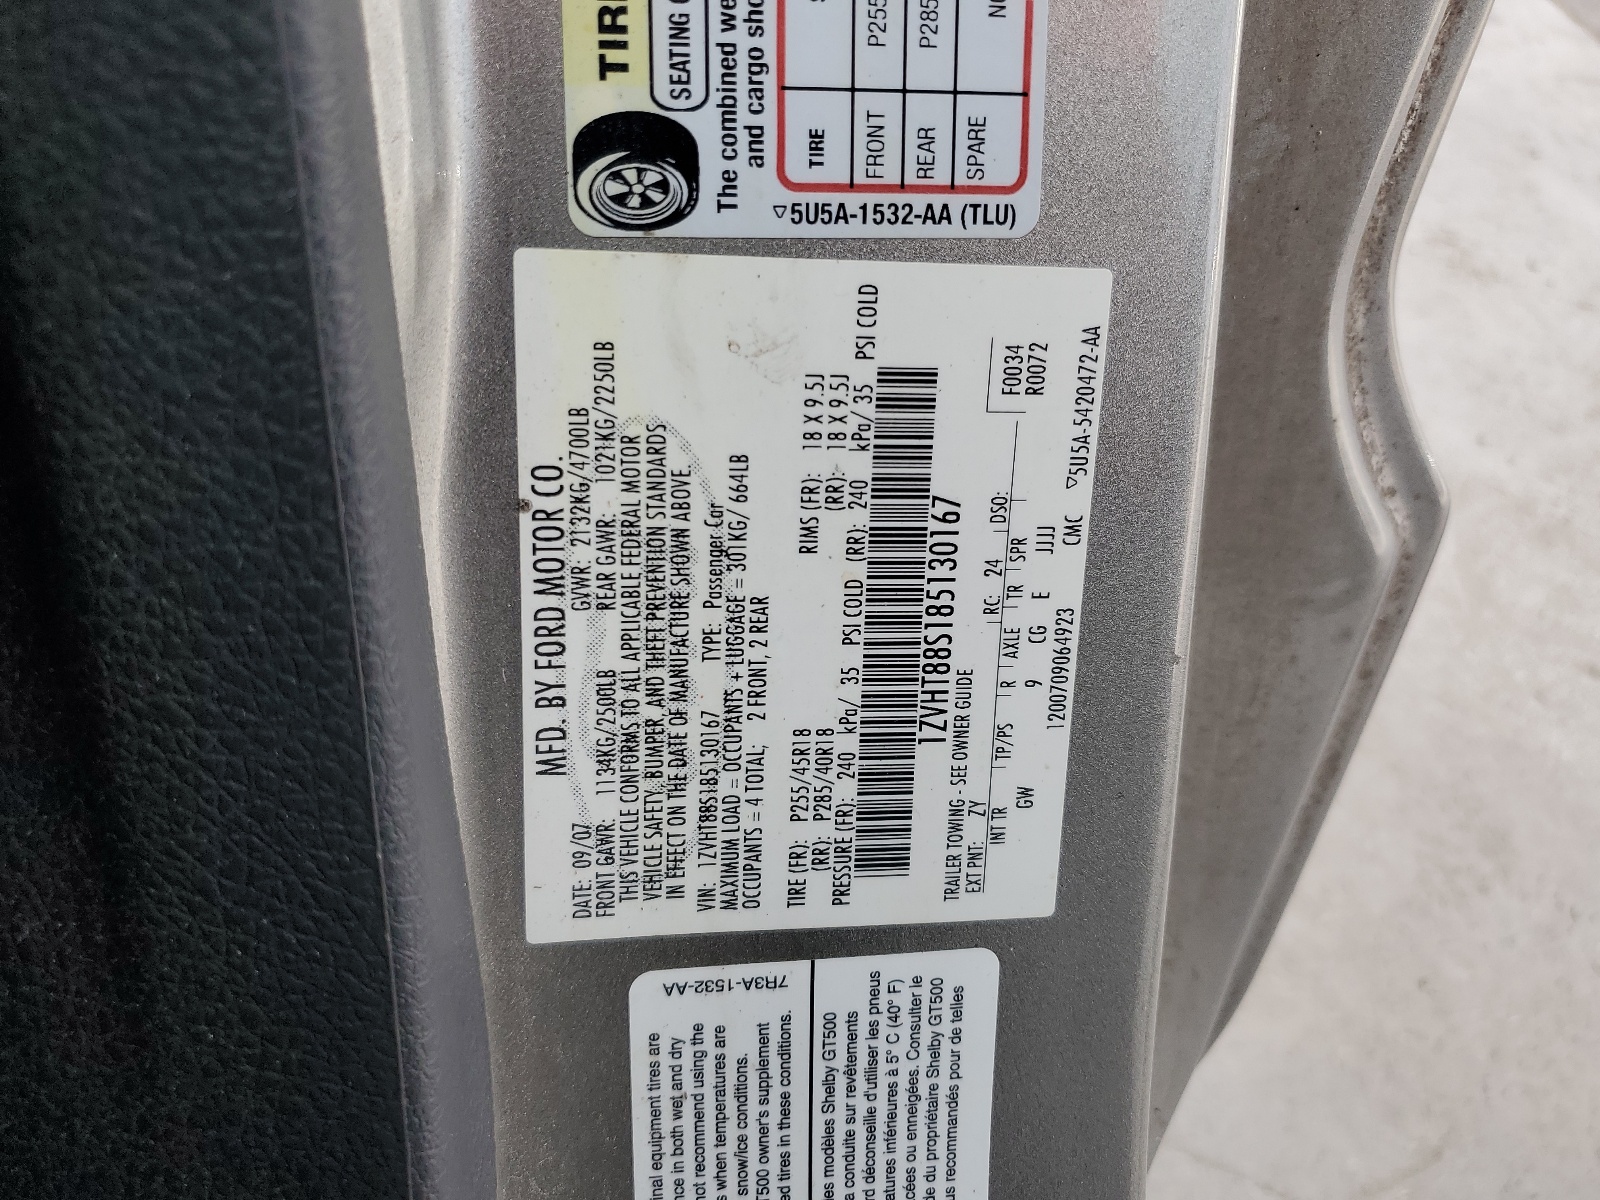 MFD. BY FORD MOTOR CO.
DATE: 09/07 GVWR: 2132KG/4700LB
FRONT GAWR: 1134KG/2500LB REAR GAWR: 1021KG/2250LB
THIS VEHICLE CONFORMS TO ALL APPLICABLE FEDERAL MOTOR
VEHICLE SAFETY, BUMPER, AND THEFT PREVENTION STANDARDS
IN EFFECT ON THE DATE OF MANUFACTURE SHOWN ABOVE.
VIN: 1ZVHT88S185130167 TYPE: Passenger Car
MAXIMUM LOAD = OCCUPANTS + LUGGAGE = 301KG/664LB
OCCUPANTS = 4 TOTAL; 2 FRONT, 2 REAR
TIRE (FR): P255/45R18 RIMS (FR): 18 X 9.5J
(RR): P285/40R18 (RR): 18 X 9.5J
PRESSURE (FR): 240 kPa/ 35 PSI COLD (RR): 240 kPa/ 35 PSI COLD
1ZVHT88S185130167
TRAILER TOWING - SEE OWNER GUIDE
EXT PNT: ZY RC: 24 DSO:
INT TR TP/PS R AXLE TR SPR
F0034
R0072
GW 9 CG E JJJJ
1200709064923 CMC
▽5U5A-5420472-AA
TIR
SEATING
The combined we
and cargo sho
TIRE
FRONT P255
REAR P285
SPARE
▽5U5A-1532-AA (TLU)
7R3A-1532-AA
inal equipment tires are
nce in both wet and dry
not recommend using the
s when temperatures are
snow/ice conditions.
T500 owner's supplement
ed tires in these conditions.
les modèles Shelby GT500
a conduite sur revêtements
rd déconseille d'utiliser les pneus
atures inférieures à 5° C (40° F)
cées ou enneigées. Consulter le
de du propriétaire Shelby GT500
us recommandés pour de telles